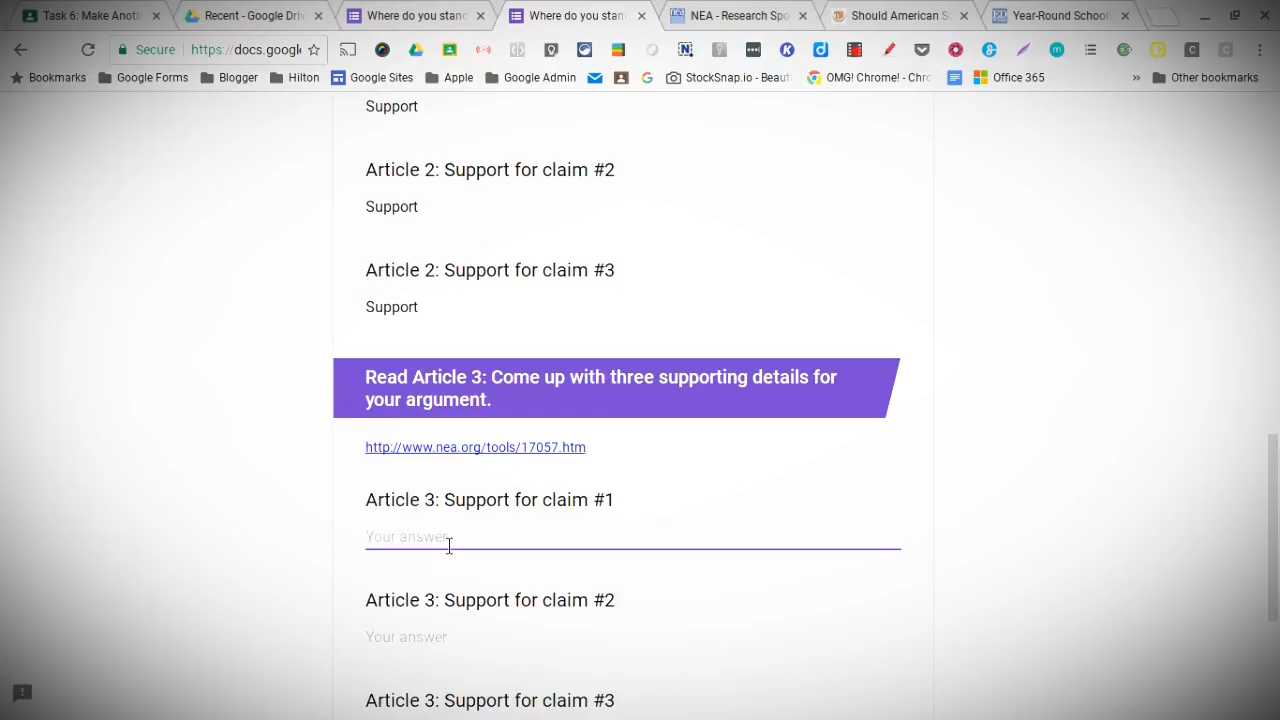 Task 6: Make Anoth
Recent - Google Driv
Where do you stand
Where do you stand
NEA - Research Spo
Should American Sc
Year-Round School
Secure
https://docs.googl
Bookmarks
Google Forms
Blogger
Hilton
Google Sites
Apple
Google Admin
StockSnap.io - Beaut
OMG! Chrome! - Chr
Office 365
Other bookmarks
Support
Article 2: Support for claim #2
Support
Article 2: Support for claim #3
Support
Read Article 3: Come up with three supporting details for
your argument.
http://www.nea.org/tools/17057.htm
Article 3: Support for claim #1
Your answer
Article 3: Support for claim #2
Your answer
Article 3: Support for claim #3